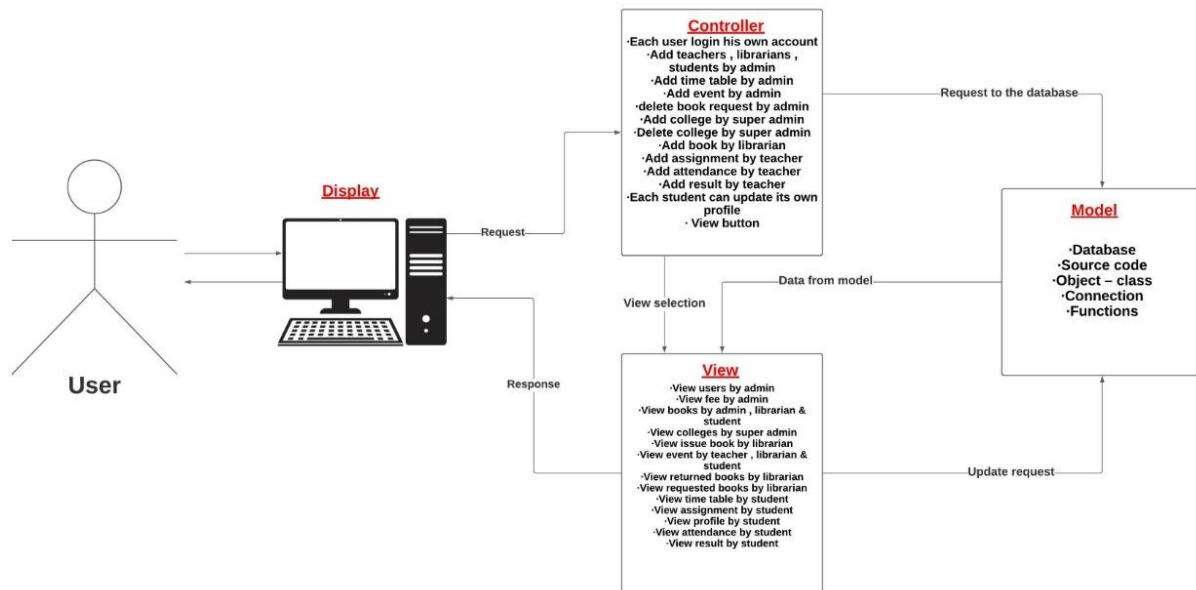 Controller
·Each user login his own account
·Add teachers , librarians ,
students by admin
·Add time table by admin
·Add event by admin
·delete book request by admin
·Add college by super admin
·Delete college by super admin
·Add book by librarian
·Add assignment by teacher
·Add attendance by teacher
·Add result by teacher
·Each student can update its own
profile
· View button
Request to the database
Display
Request
Model
·Database
·Source code
·Object – class
·Connection
·Functions
Data from model
View selection
User
Response
View
·View users by admin
·View fee by admin
·View books by admin , librarian &
student
·View colleges by super admin
·View issue book by librarian
·View event by teacher , librarian &
student
·View returned books by librarian
·View requested books by librarian
·View time table by student
·View assignment by student
·View profile by student
·View attendance by student
·View result by student
Update request